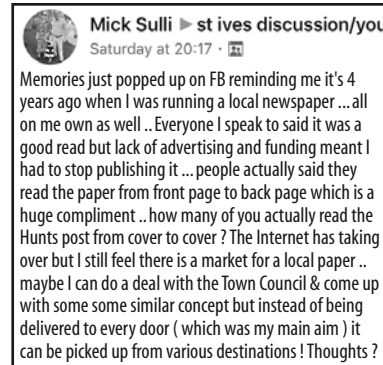 Mick Sulli ▶ st ives discussion/you
Saturday at 20:17 ·
Memories just popped up on FB reminding me it's 4
years ago when I was running a local newspaper ... all
on me own as well .. Everyone I speak to said it was a
good read but lack of advertising and funding meant I
had to stop publishing it ... people actually said they
read the paper from front page to back page which is a
huge compliment .. how many of you actually read the
Hunts post from cover to cover ? The Internet has taking
over but I still feel there is a market for a local paper ..
maybe I can do a deal with the Town Council & come up
with some some similar concept but instead of being
delivered to every door ( which was my main aim ) it
can be picked up from various destinations ! Thoughts ?